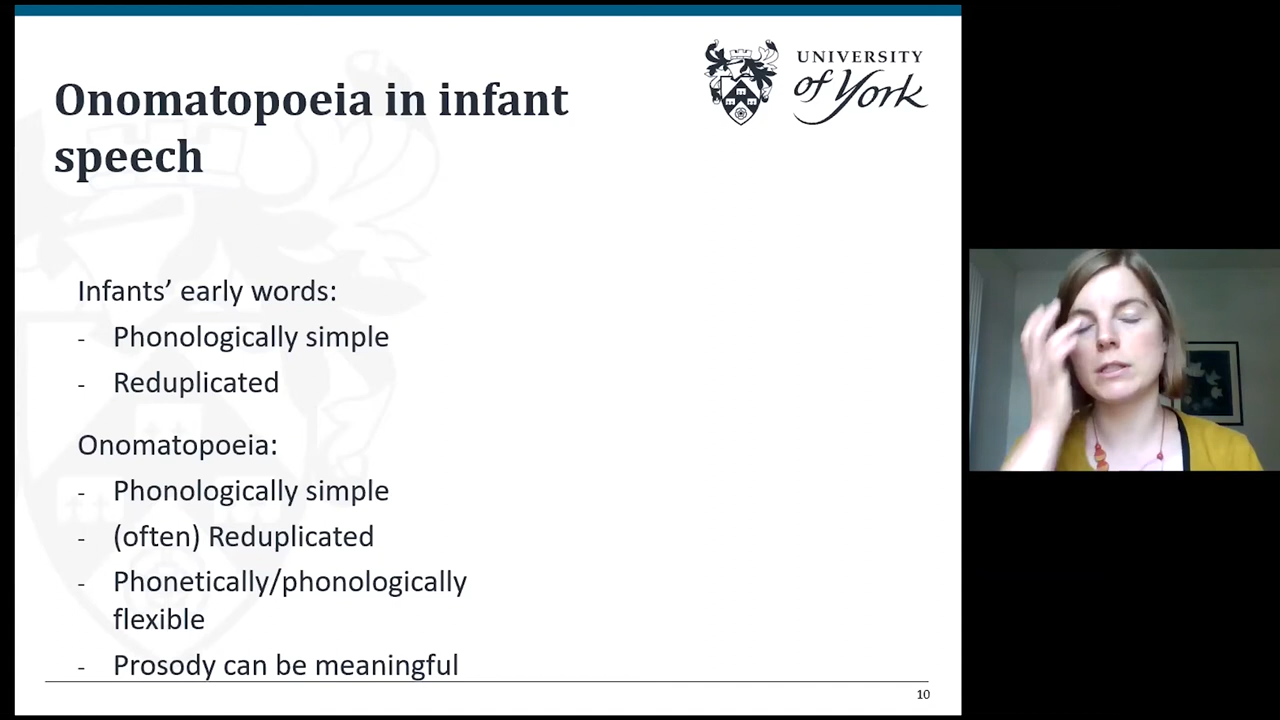 Onomatopoeia in infant
speech
UNIVERSITY
of York
Infants’ early words:
- Phonologically simple
- Reduplicated
Onomatopoeia:
- Phonologically simple
- (often) Reduplicated
- Phonetically/phonologically
flexible
- Prosody can be meaningful
10